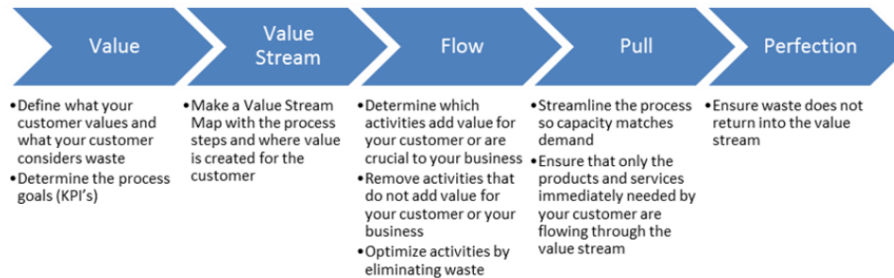 Value
Value
Stream
Flow
Pull
Perfection
•Define what your
customer values and
what your customer
considers waste
•Determine the process
goals (KPI's)
•Make a Value Stream
Map with the process
steps and where value
is created for the
customer
•Determine which
activities add value for
your customer or are
crucial to your business
•Remove activities that
do not add value for
your customer or your
business
•Optimize activities by
eliminating waste
•Streamline the process
so capacity matches
demand
•Ensure that only the
products and services
immediately needed by
your customer are
flowing through the
value stream
•Ensure waste does not
return into the value
stream